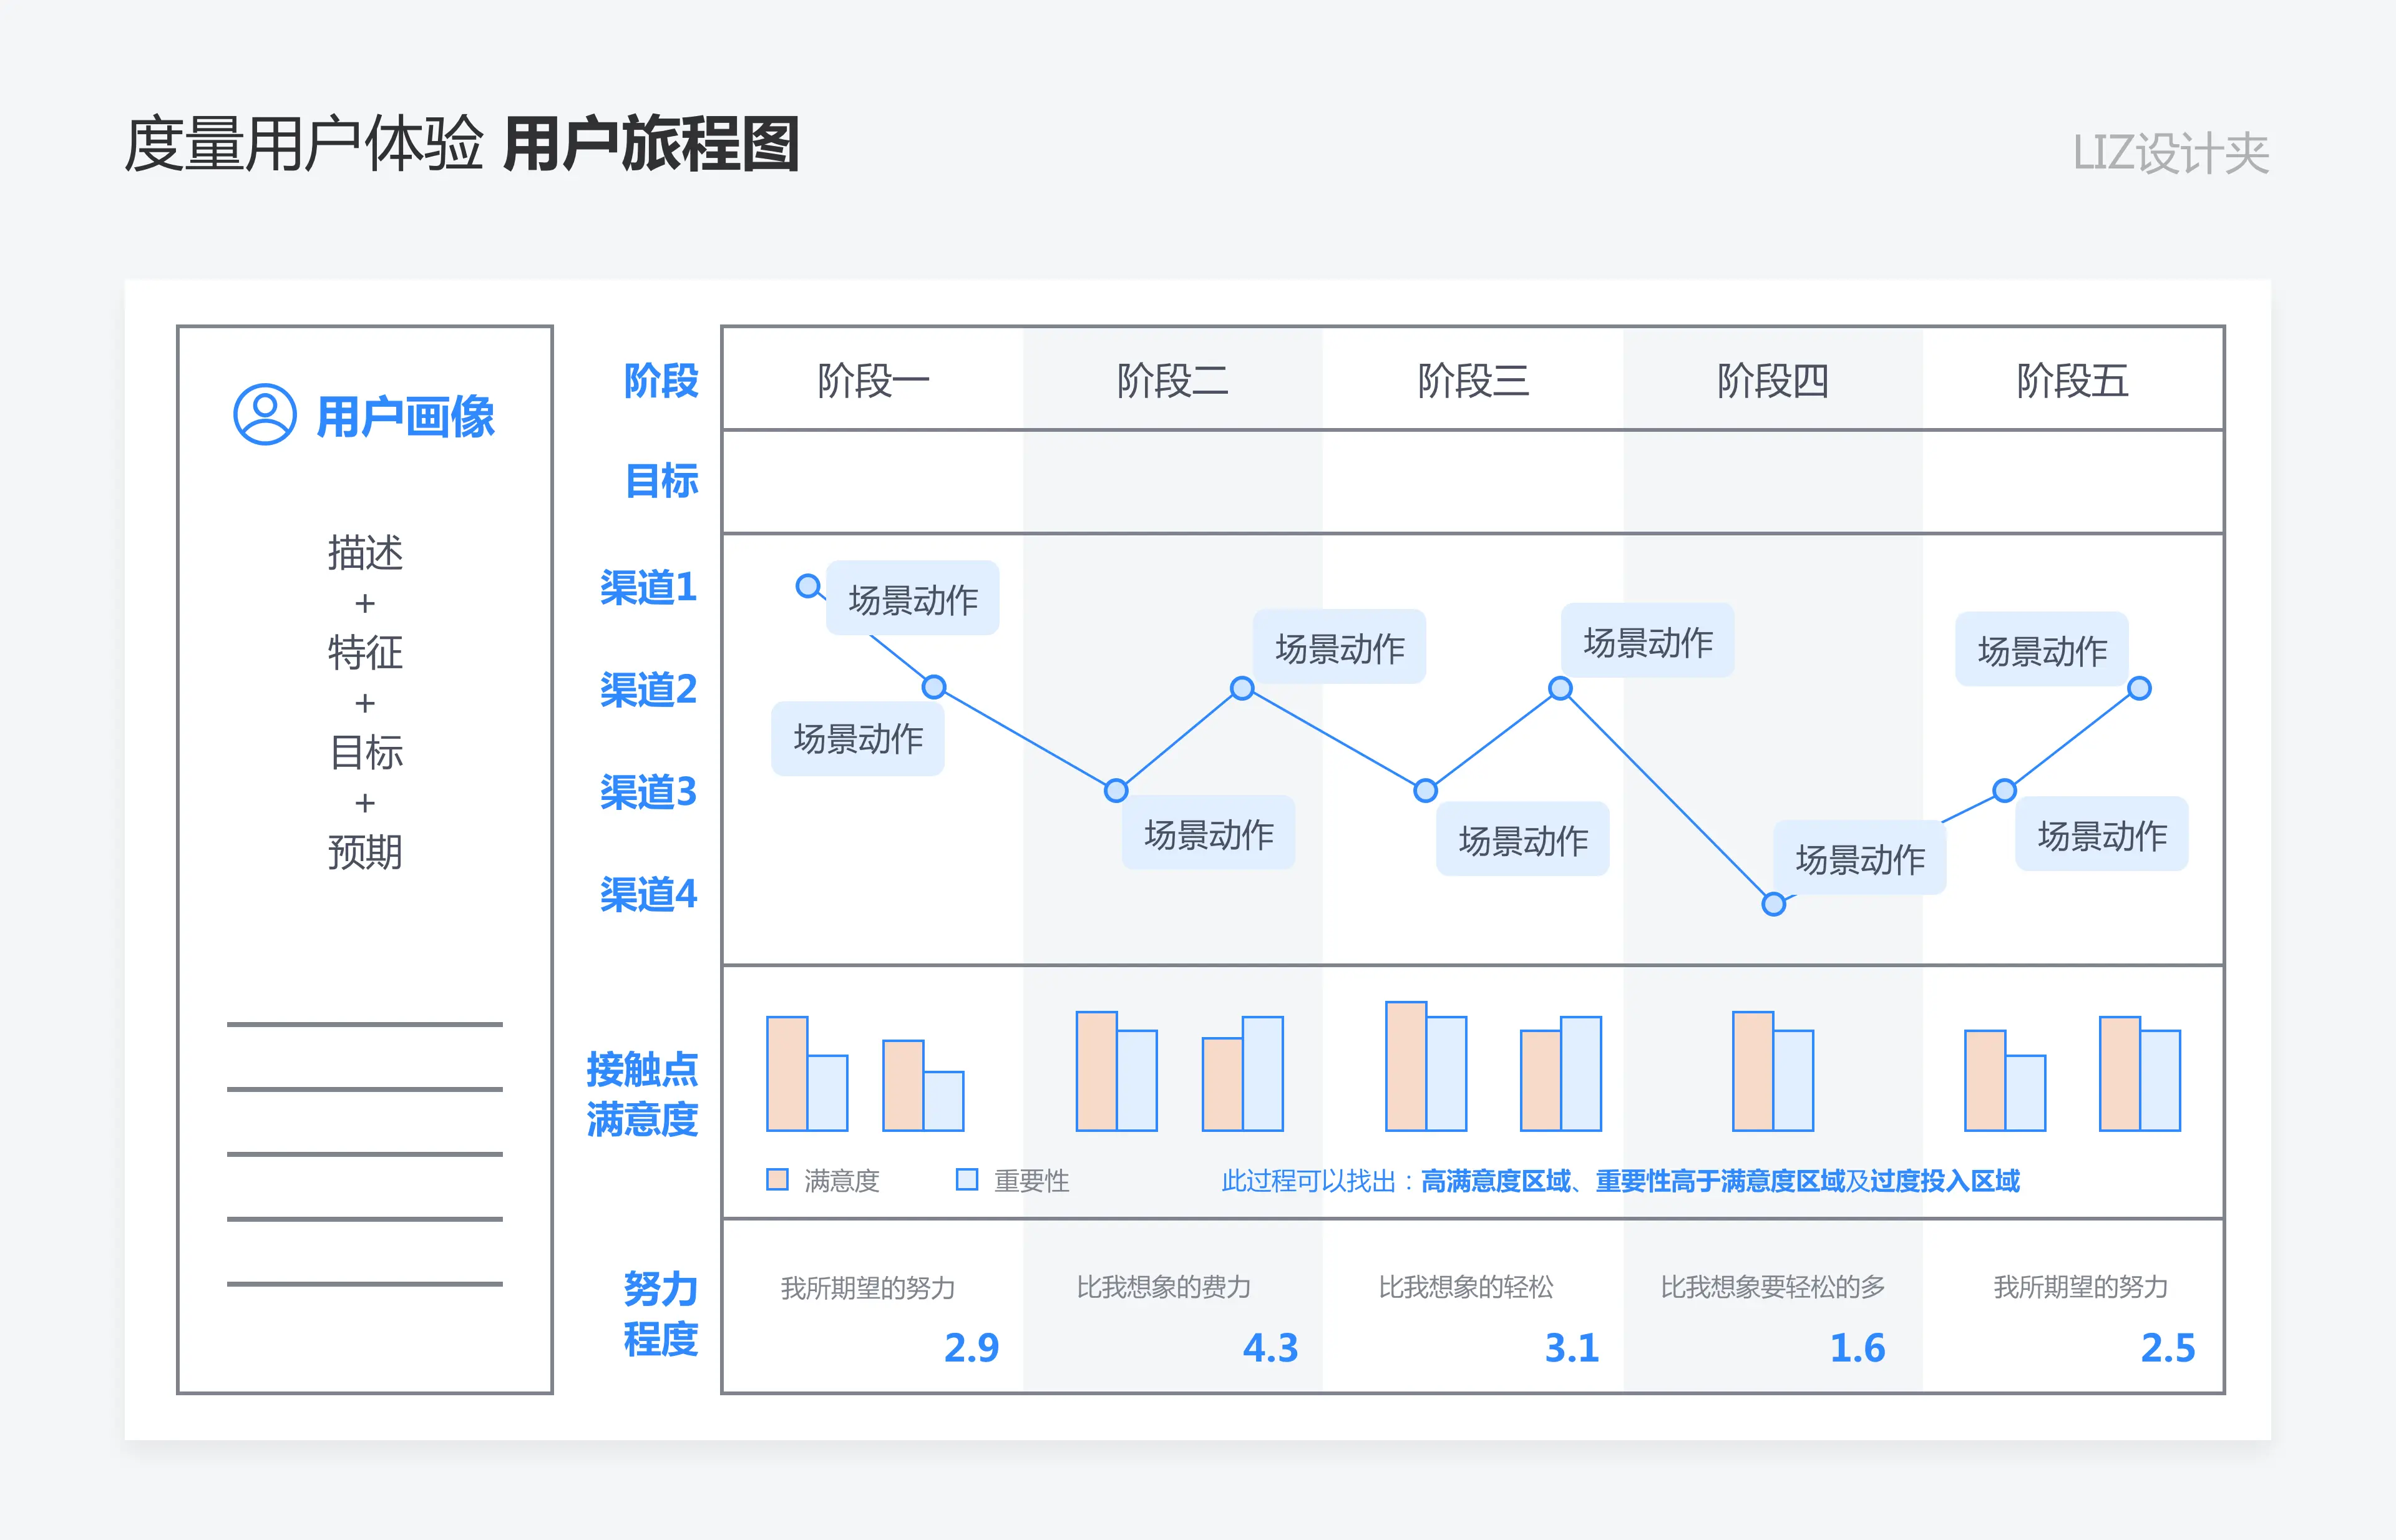 度量用户体验 用户旅程图
LIZ设计夹
用户画像
描述
+
特征
+
目标
+
预期
阶段
阶段一
阶段二
阶段三
阶段四
阶段五
目标
渠道1
渠道2
渠道3
渠道4
场景动作
场景动作
场景动作
场景动作
场景动作
场景动作
场景动作
场景动作
场景动作
接触点
满意度
满意度
重要性
此过程可以找出：高满意度区域、重要性高于满意度区域及过度投入区域
努力
程度
我所期望的努力
2.9
比我想象的费力
4.3
比我想象的轻松
3.1
比我想象要轻松的多
1.6
我所期望的努力
2.5